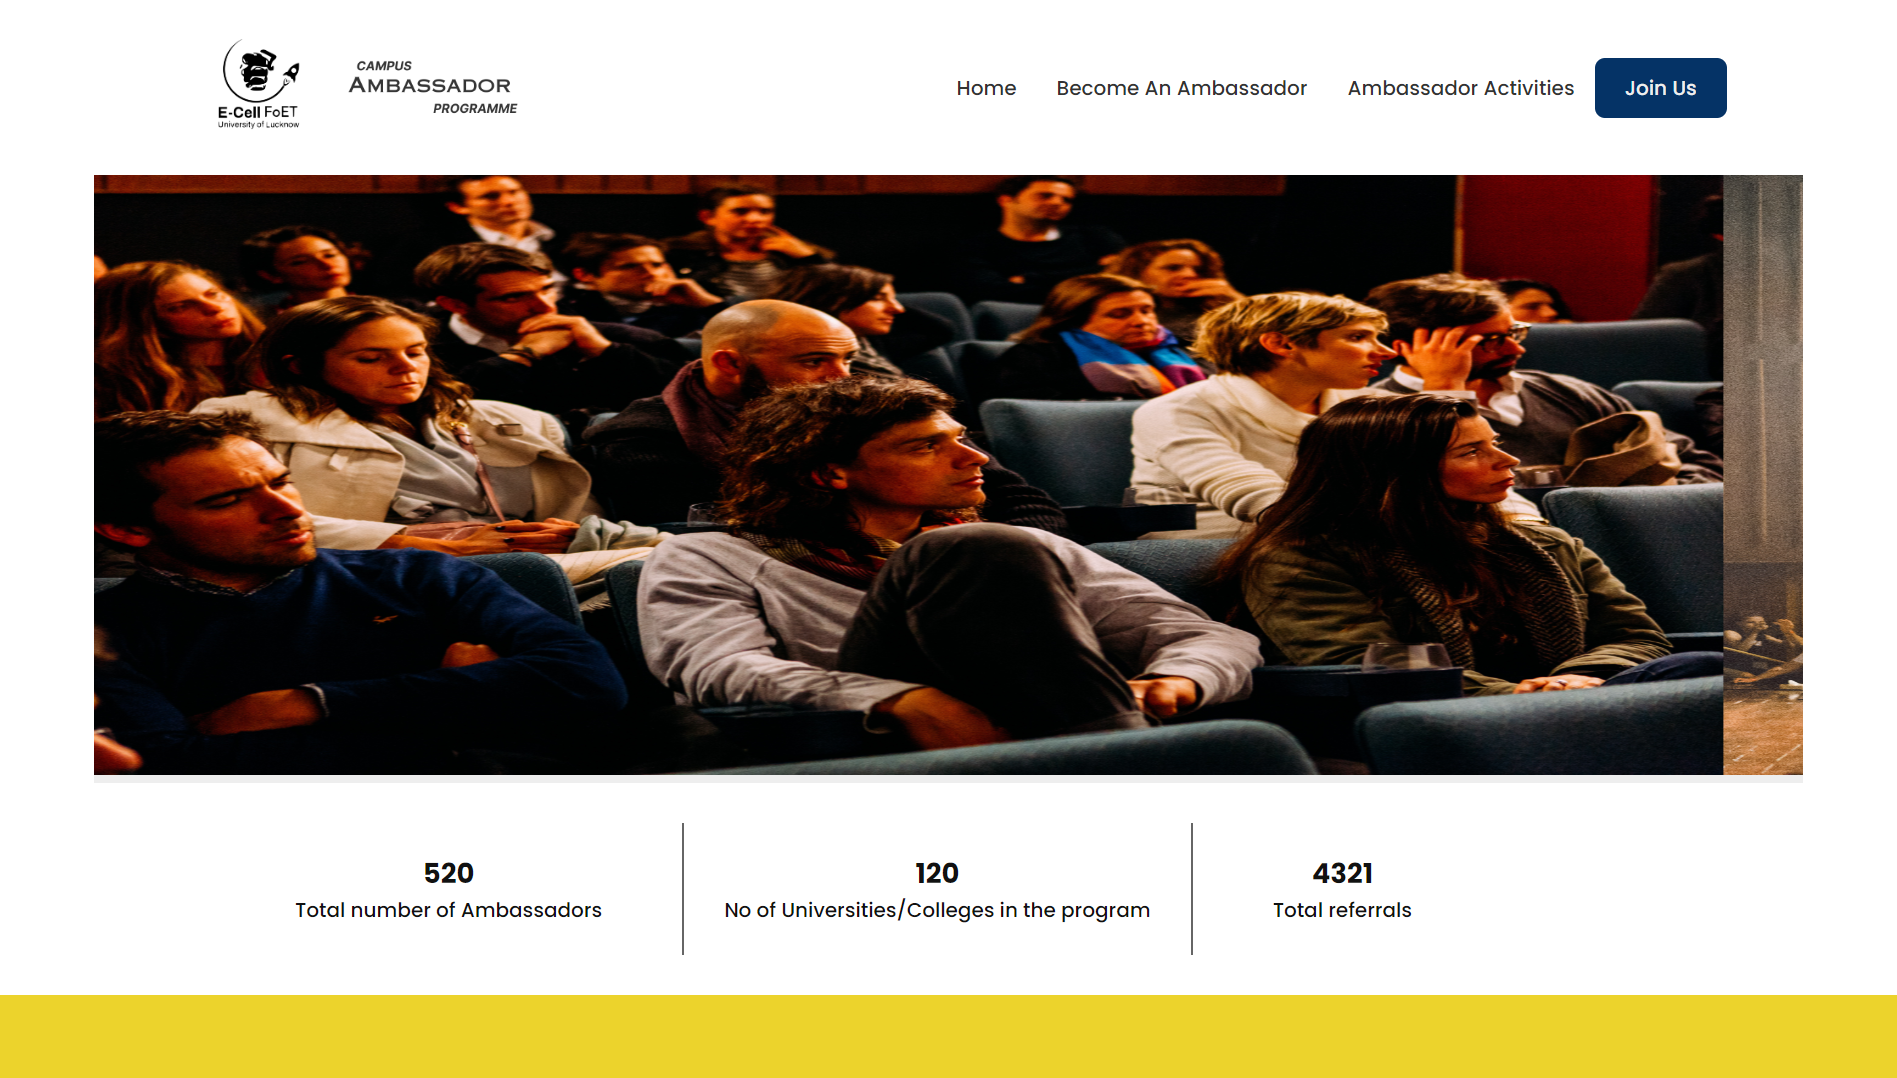 E-Cell FoET
University of Lucknow
CAMPUS
AMBASSADOR
PROGRAMME
Home
Become An Ambassador
Ambassador Activities
Join Us
520
Total number of Ambassadors
120
No of Universities/Colleges in the program
4321
Total referrals